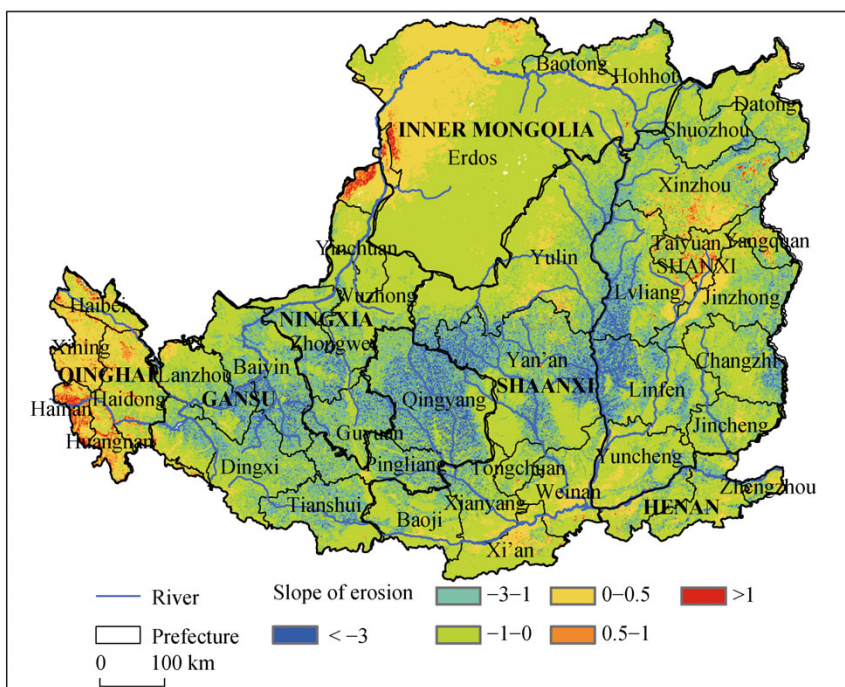 Baotong
Hohhot
Datong
INNER MONGOLIA
Shuozhou
Erdos
Xinzhou
Yinchuan
Yulin
Taiyuan
Yangquan
SHANXI
Wuzhong
Lvliang
Jinzhong
Haibei
NINGXIA
Zhongwe
Xining
Yan'an
Changzhi
QINGHAI
Lanzhou
Baiyin
SHAANXI
Linfen
Hainan
Haidong
GANSU
Qingyang
Jincheng
Huangnan
Guyuan
Yuncheng
Dingxi
Pingliang
Tongchuan
Zhengzhou
Tianshui
Xianyang
Weinan
HENAN
Baoji
Xi'an
River
Slope of erosion
−3−1
0−0.5
>1
Prefecture
< −3
−1−0
0.5−1
0 100 km